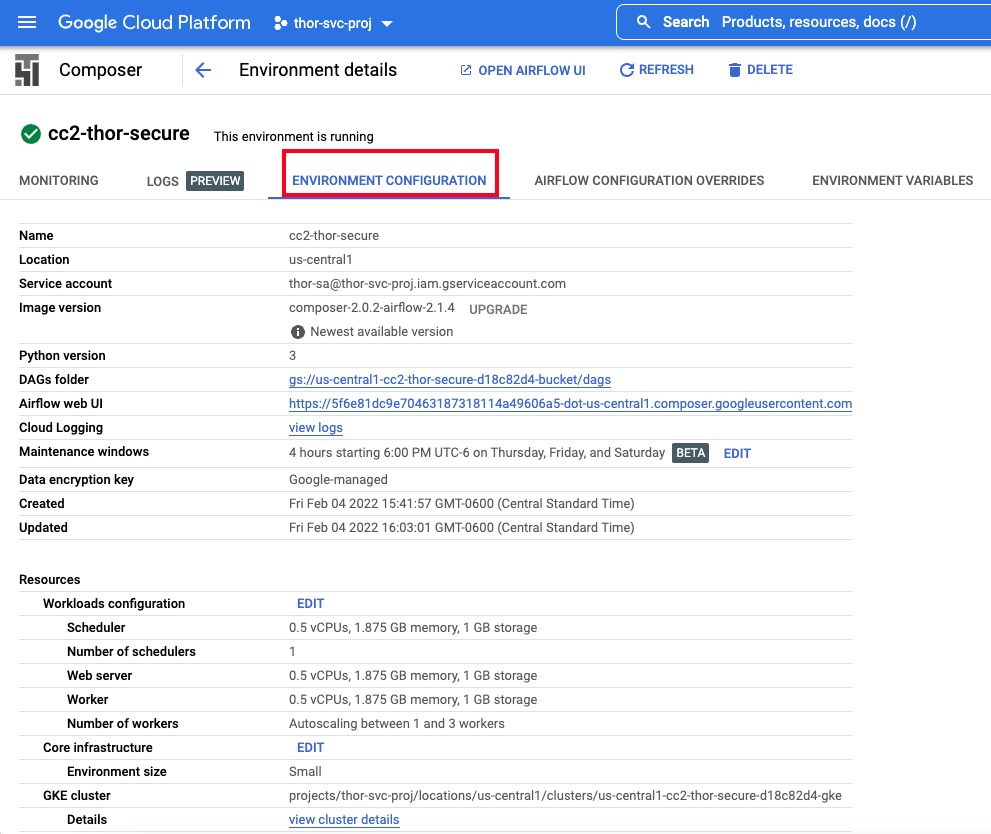 Google Cloud Platform thor-svc-proj Search Products, resources, docs (/)
Composer Environment details OPEN AIRFLOW UI REFRESH DELETE
cc2-thor-secure This environment is running
MONITORING LOGS PREVIEW ENVIRONMENT CONFIGURATION AIRFLOW CONFIGURATION OVERRIDES ENVIRONMENT VARIABLES
Name cc2-thor-secure
Location us-central1
Service account thor-sa@thor-svc-proj.iam.gserviceaccount.com
Image version composer-2.0.2-airflow-2.1.4 UPGRADE
Newest available version
Python version 3
DAGs folder gs://us-central1-cc2-thor-secure-d18c82d4-bucket/dags
Airflow web UI https://5f6e81dc9e70463187318114a49606a5-dot-us-central1.composer.googleusercontent.com
Cloud Logging view logs
Maintenance windows 4 hours starting 6:00 PM UTC-6 on Thursday, Friday, and Saturday BETA EDIT
Data encryption key Google-managed
Created Fri Feb 04 2022 15:41:57 GMT-0600 (Central Standard Time)
Updated Fri Feb 04 2022 16:03:01 GMT-0600 (Central Standard Time)
Resources
Workloads configuration EDIT
Scheduler 0.5 vCPUs, 1.875 GB memory, 1 GB storage
Number of schedulers 1
Web server 0.5 vCPUs, 1.875 GB memory, 1 GB storage
Worker 0.5 vCPUs, 1.875 GB memory, 1 GB storage
Number of workers Autoscaling between 1 and 3 workers
Core infrastructure EDIT
Environment size Small
GKE cluster projects/thor-svc-proj/locations/us-central1/clusters/us-central1-cc2-thor-secure-d18c82d4-gke
Details view cluster details